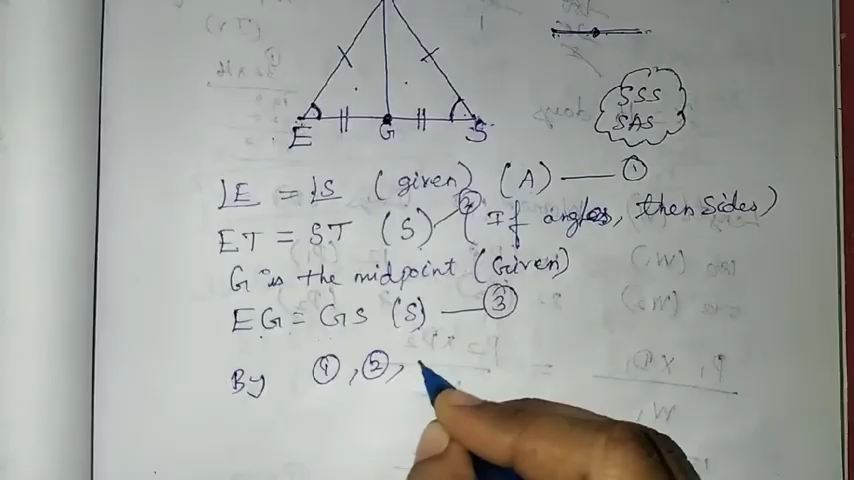 E G S
SSS
SAS
∠E = ∠S (given) (A) — ①
ET = ST (S) — ② (If angles, then sides)
G is the midpoint (Given)
EG = GS (S) — ③
By ①, ②,